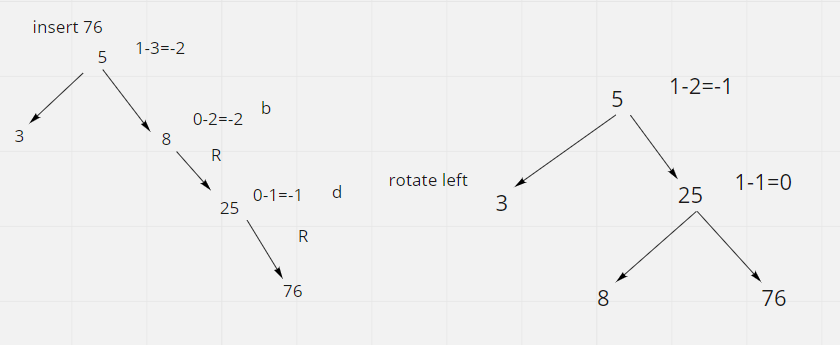 insert 76
5
1-3=-2
3
8
0-2=-2
b
R
25
0-1=-1
d
R
76
rotate left
5
1-2=-1
3
25
1-1=0
8
76